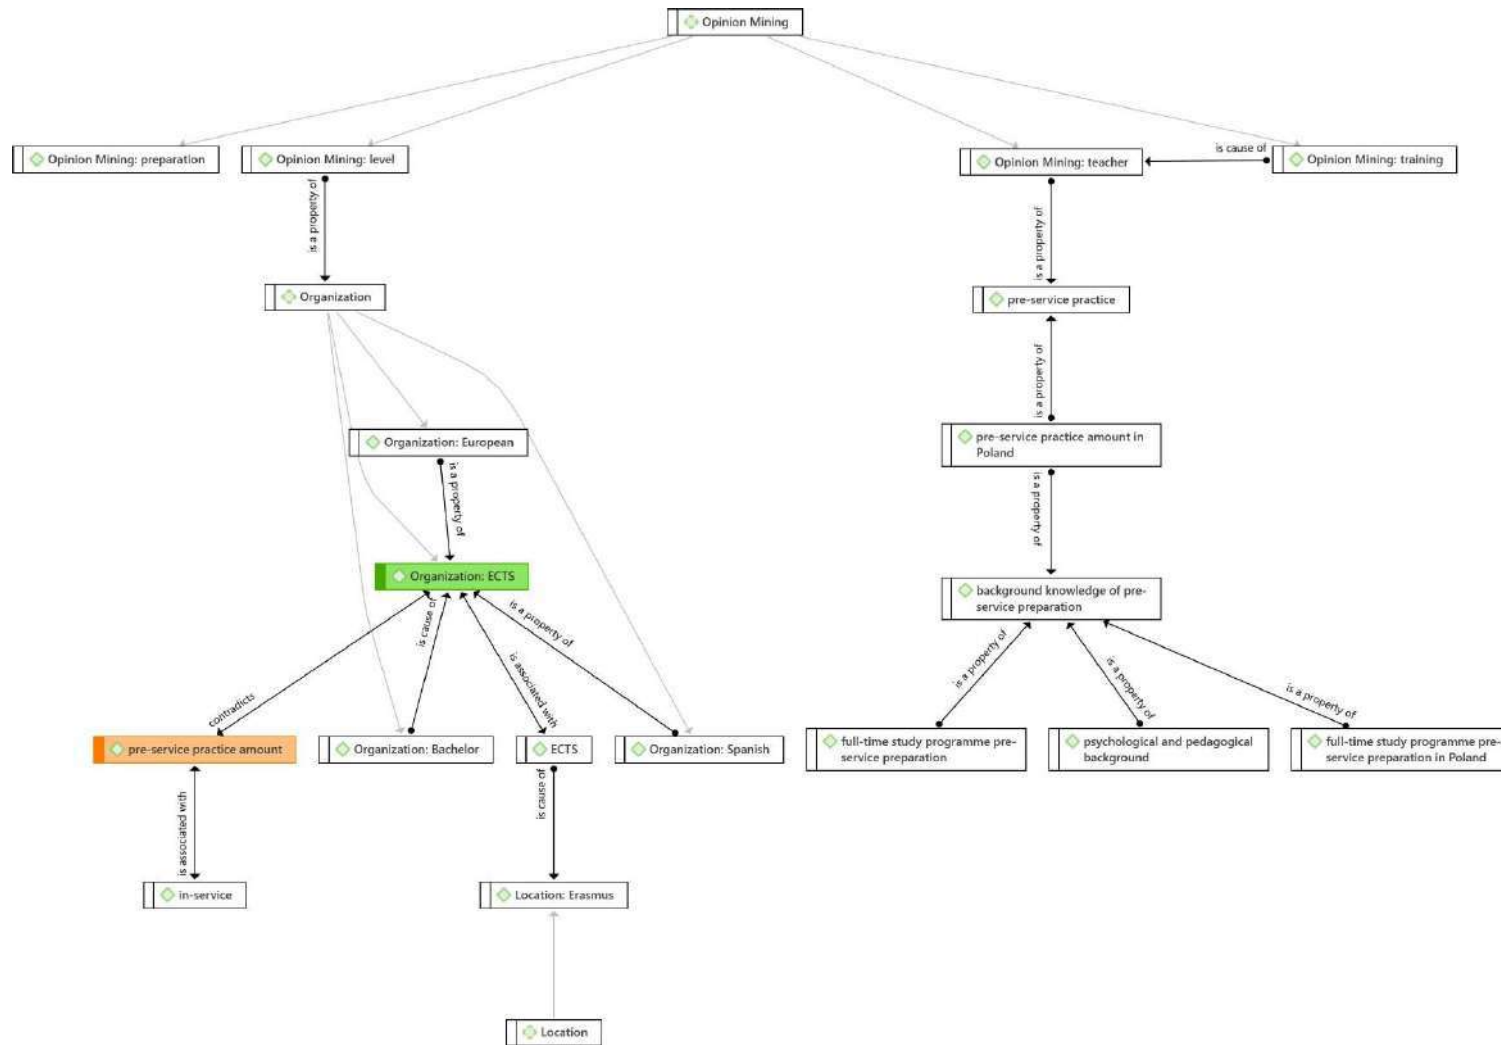 Opinion Mining
Opinion Mining: preparation
Opinion Mining: level
Opinion Mining: teacher
is cause of
Opinion Mining: training
is a property of
is a property of
Organization
pre-service practice
is a property of
Organization: European
pre-service practice amount in
Poland
is a property of
is a property of
Organization: ECTS
background knowledge of pre-
service preparation
contradicts
is cause of
is associated with
is a property of
is a property of
is a property of
is a property of
pre-service practice amount
Organization: Bachelor
ECTS
Organization: Spanish
full-time study programme pre-
service preparation
psychological and pedagogical
background
full-time study programme pre-
service preparation in Poland
is associated with
is cause of
in-service
Location: Erasmus
Location